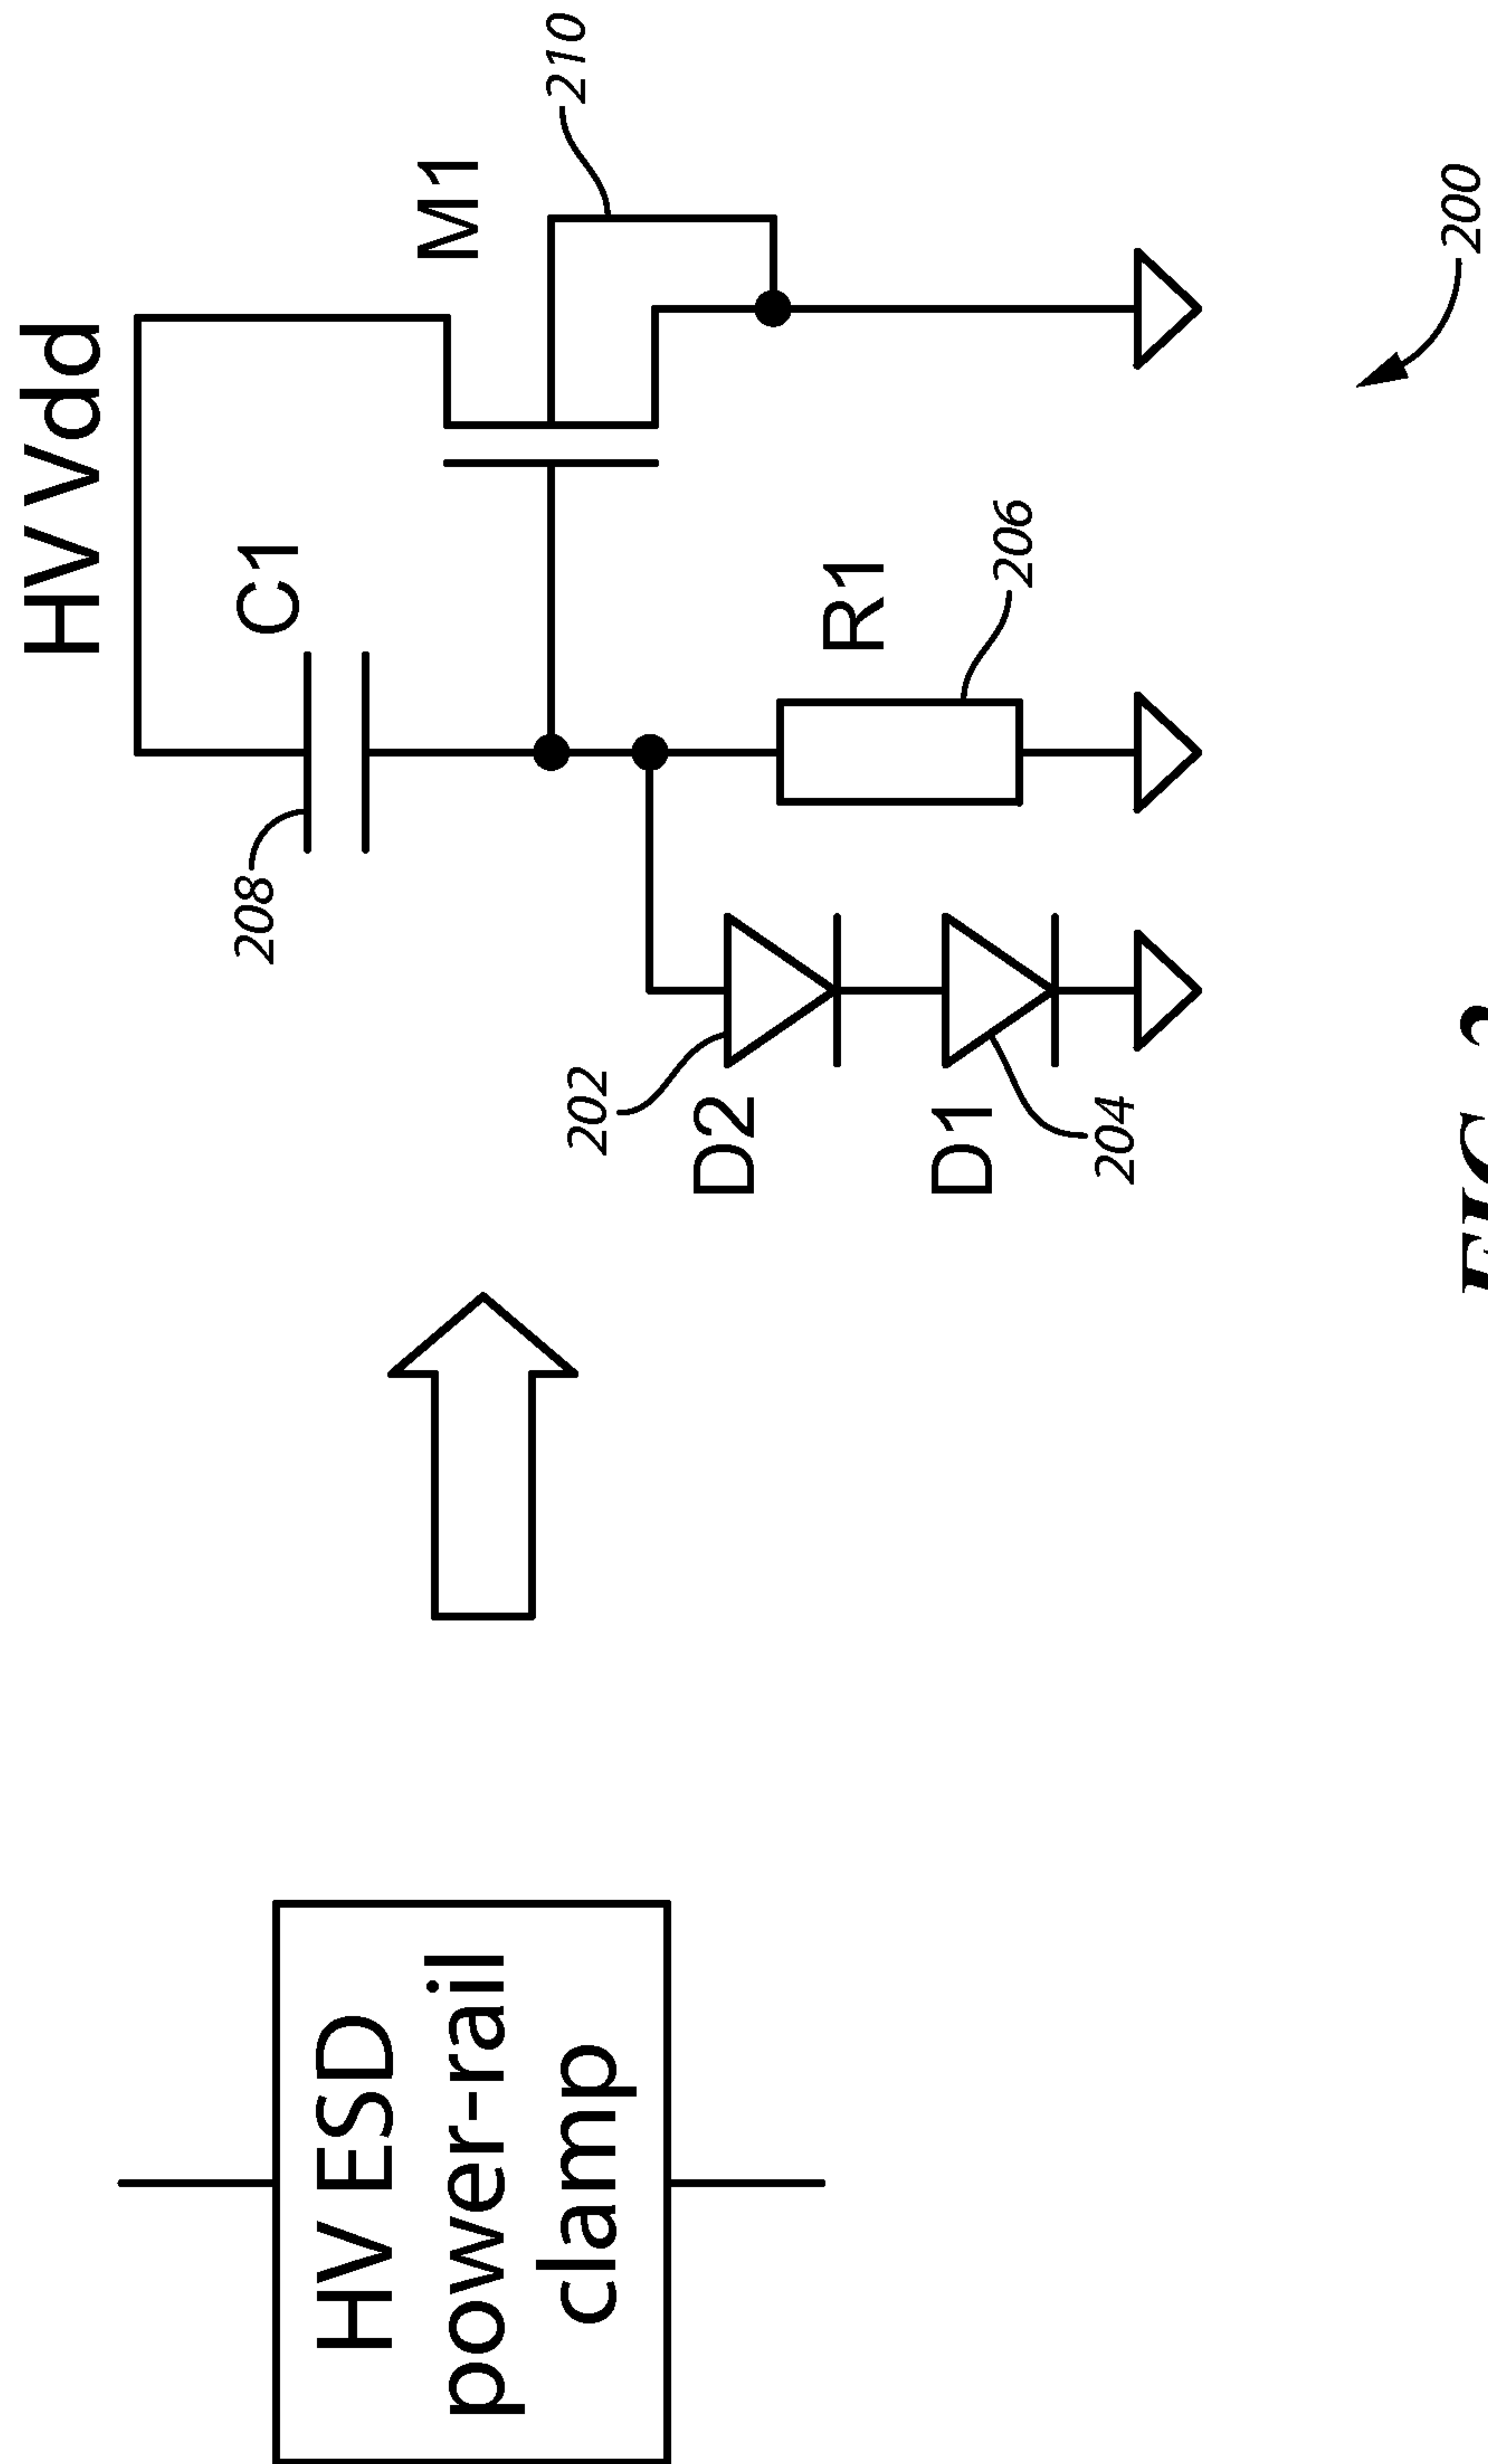 HV ESD
power-rail
clamp
HV Vdd
C1
208
M1
210
202
D2
D1
204
R1
206
200